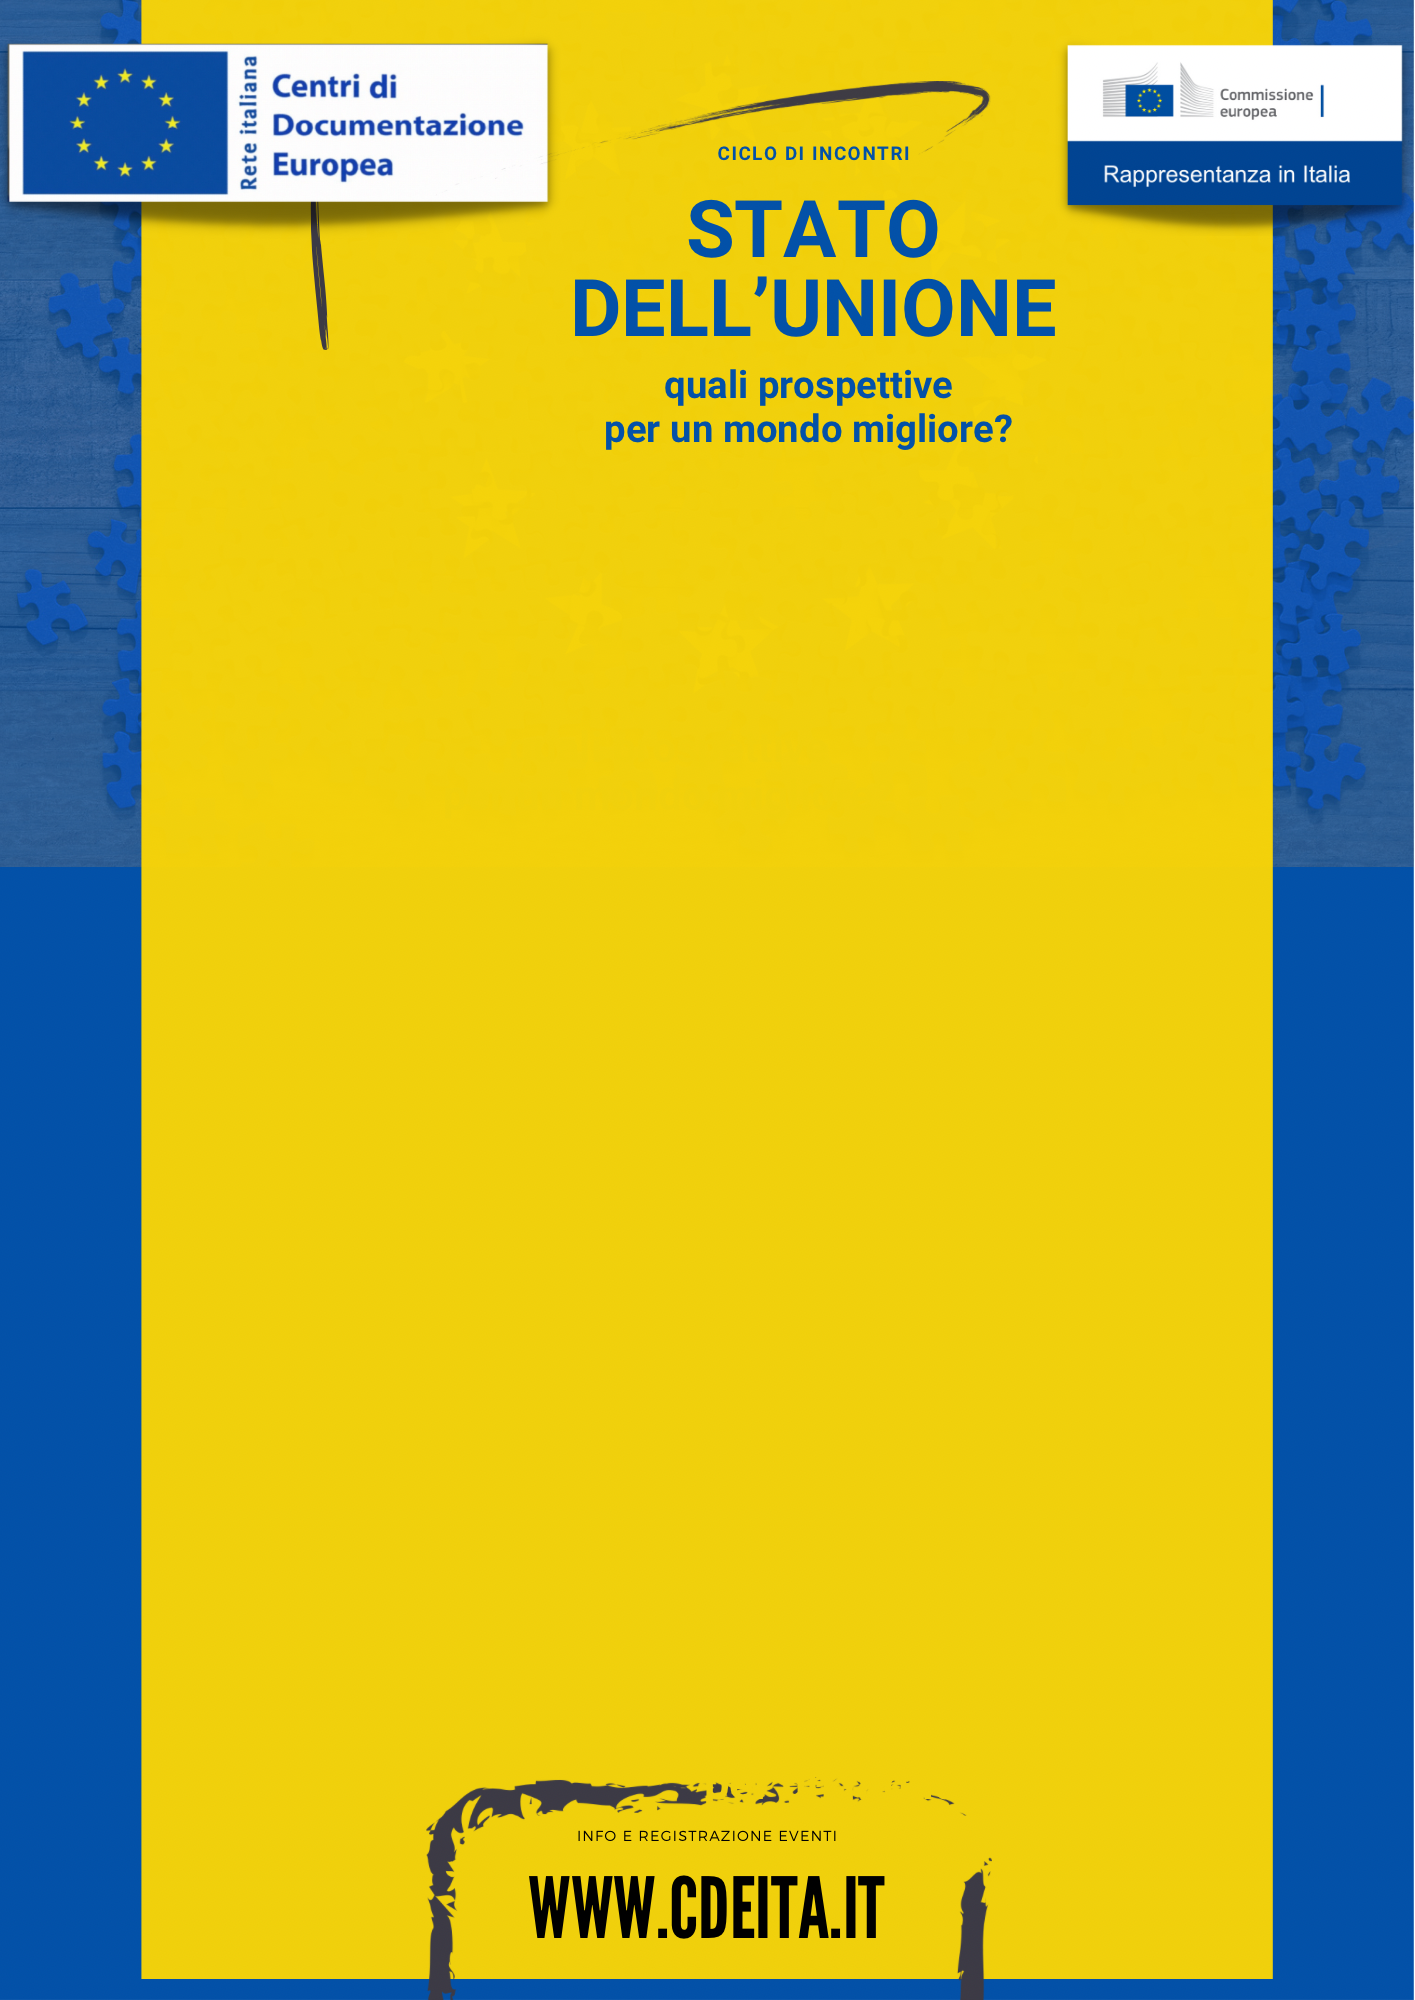 Rete italiana
Centri di
Documentazione
Europea
Commissione
europea
Rappresentanza in Italia
CICLO DI INCONTRI
STATO
DELL’UNIONE
quali prospettive
per un mondo migliore?
INFO E REGISTRAZIONE EVENTI
WWW.CDEITA.IT